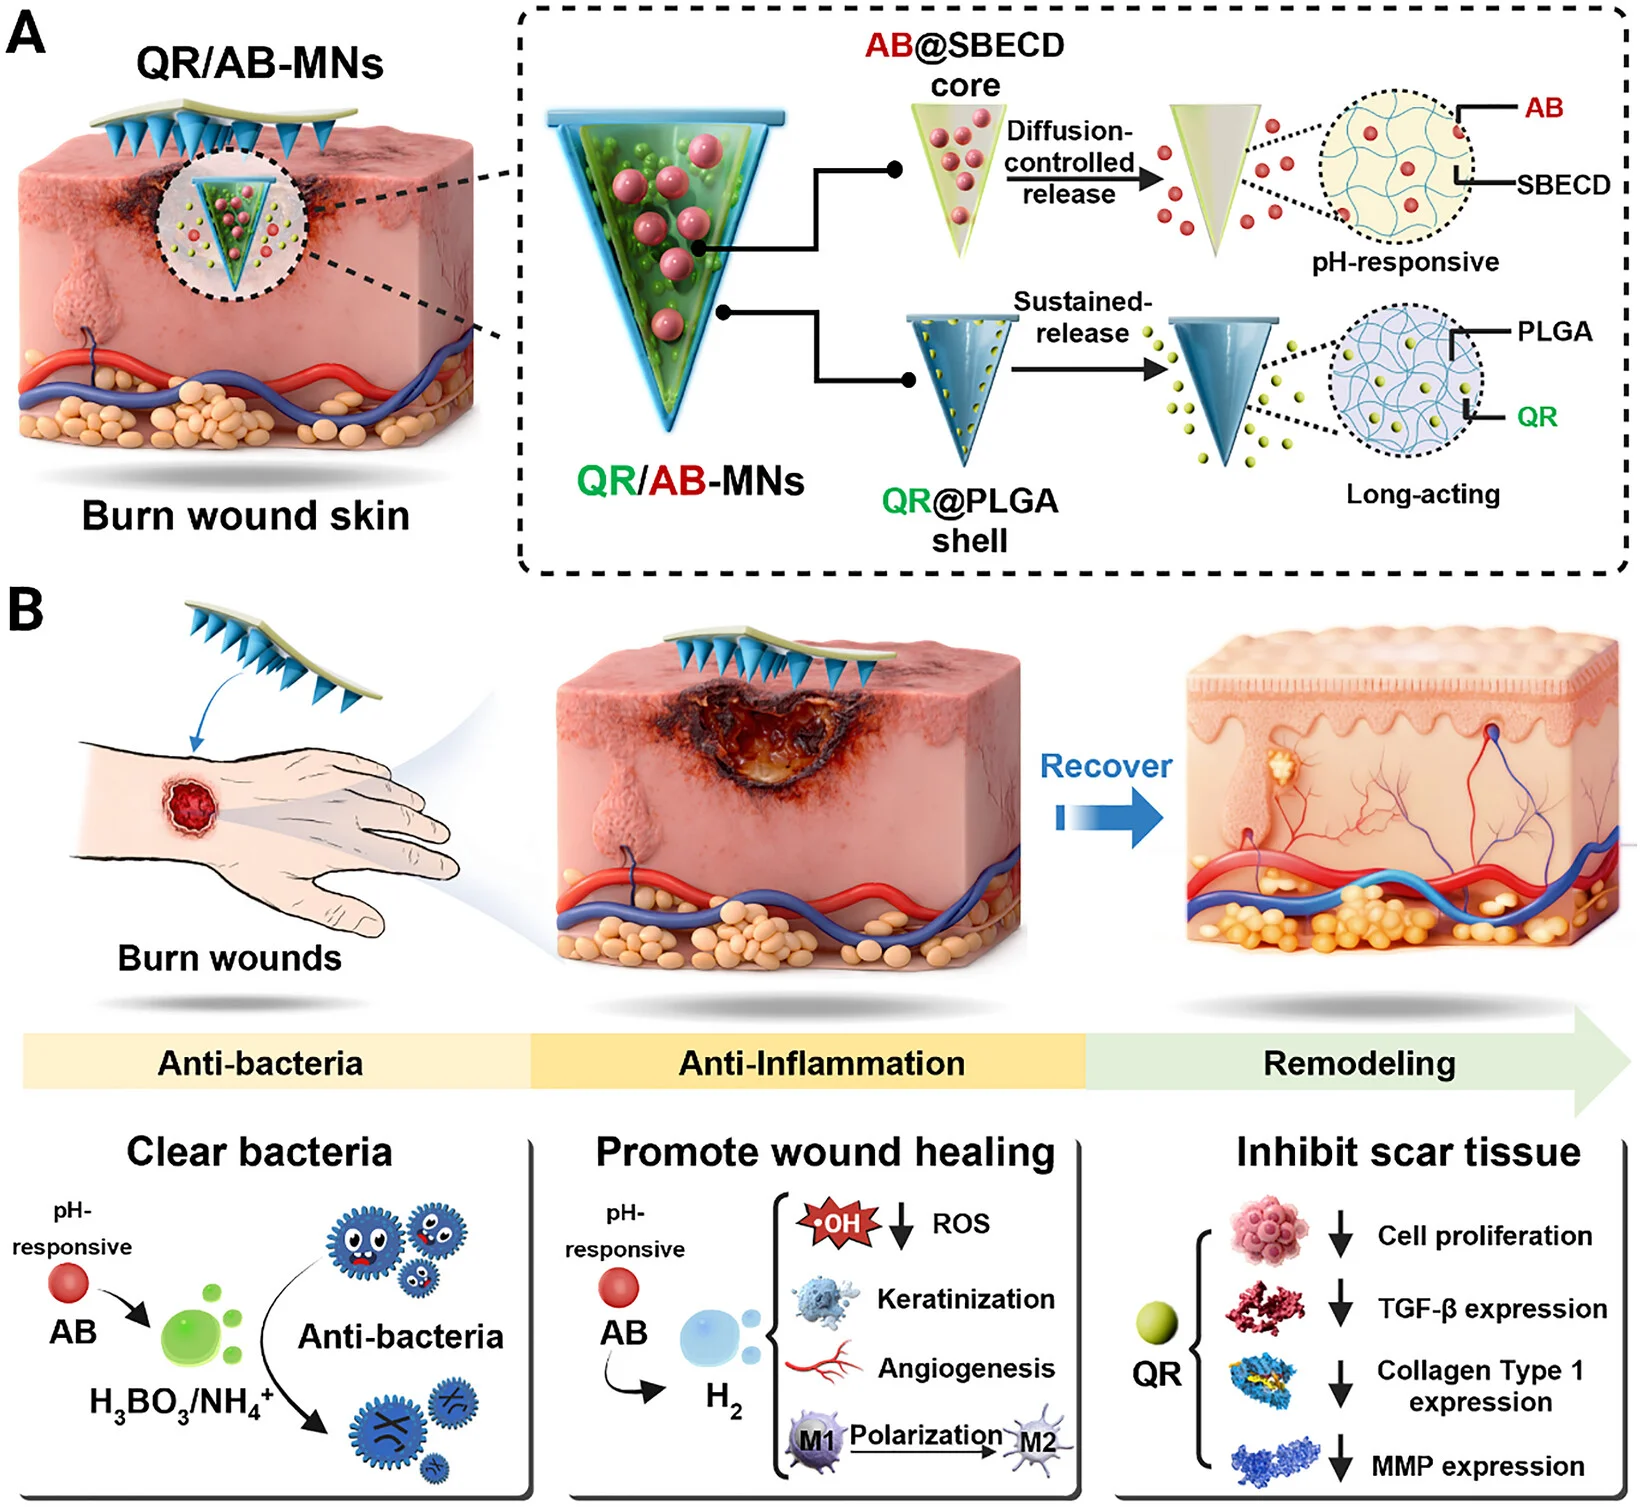 A
QR/AB-MNs
Burn wound skin
AB@SBECD
core
Diffusion-
controlled
release
AB
SBECD
pH-responsive
Sustained-
release
PLGA
QR
Long-acting
QR/AB-MNs
QR@PLGA
shell
B
Burn wounds
Recover
Anti-bacteria
Anti-Inflammation
Remodeling
Clear bacteria
pH-
responsive
AB
H₃BO₃/NH₄⁺
Anti-bacteria
Promote wound healing
pH-
responsive
AB
H₂
•OH
ROS
Keratinization
Angiogenesis
M1
Polarization
M2
Inhibit scar tissue
QR
Cell proliferation
TGF-β expression
Collagen Type 1
expression
MMP expression